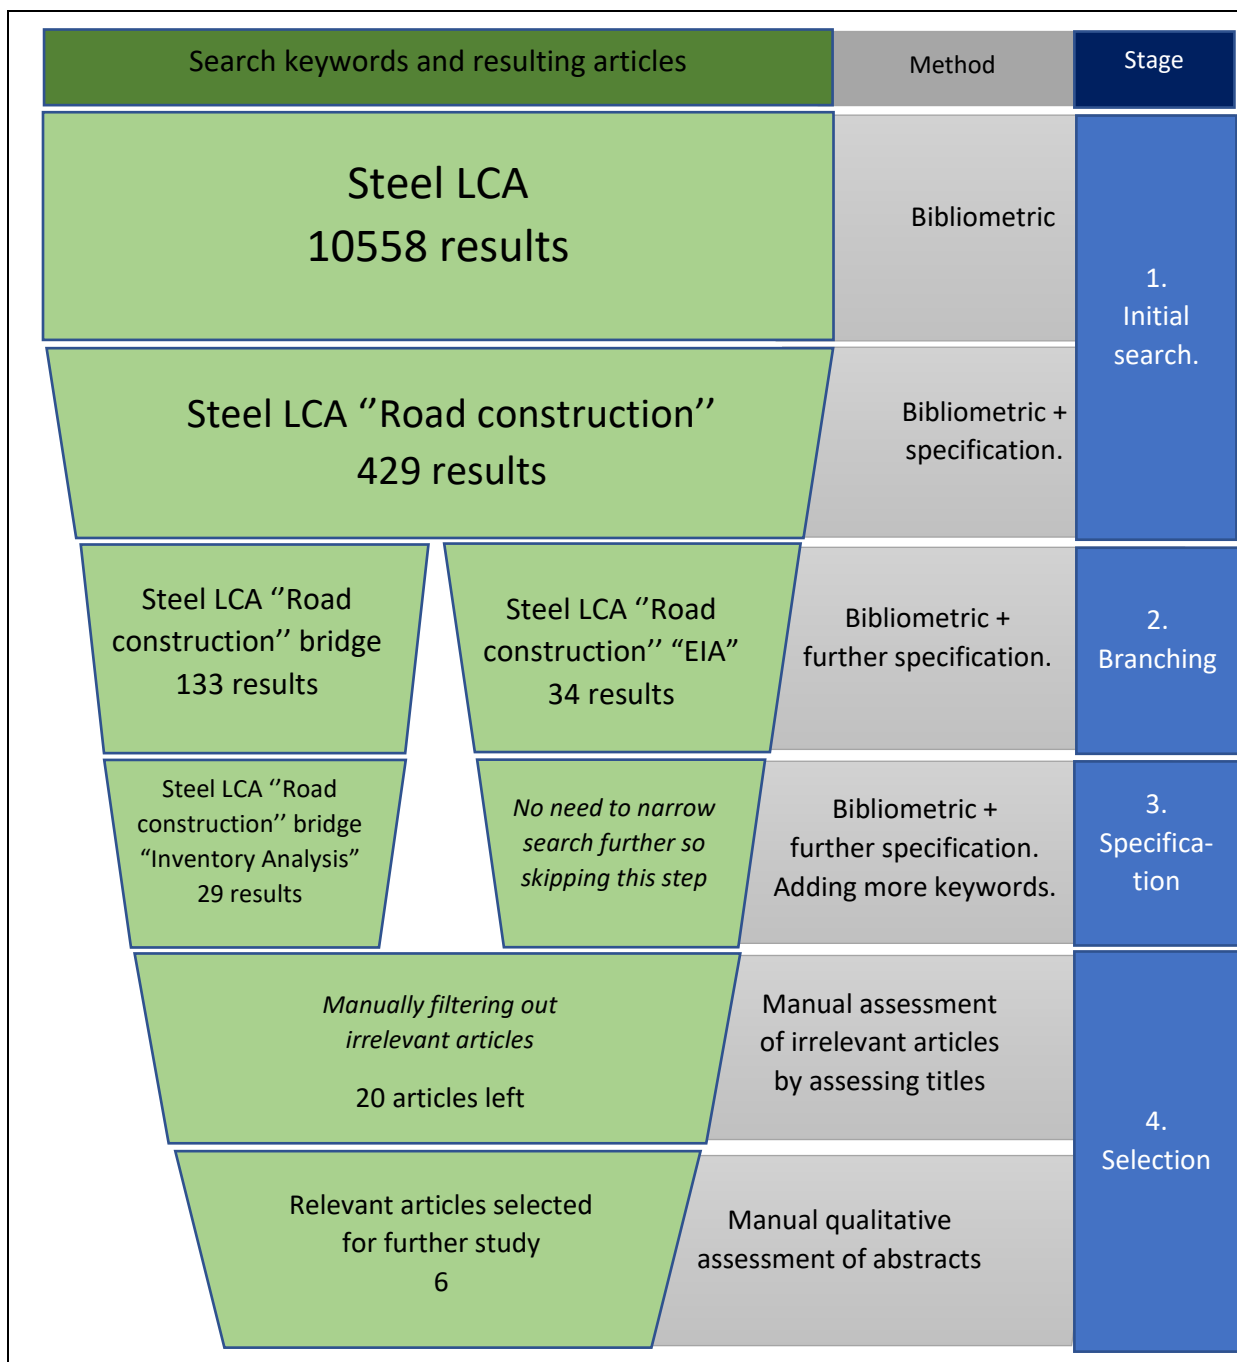 Search keywords and resulting articles
Method
Stage
Steel LCA
10558 results
Bibliometric
1.
Initial
search.
Steel LCA ‘’Road construction’’
429 results
Bibliometric +
specification.
Steel LCA ‘’Road
construction’’ bridge
133 results
Steel LCA ‘’Road
construction’’ “EIA”
34 results
Bibliometric +
further specification.
2.
Branching
Steel LCA ‘’Road
construction’’ bridge
“Inventory Analysis”
29 results
No need to narrow
search further so
skipping this step
Bibliometric +
further specification.
Adding more keywords.
3.
Specifica-
tion
Manually filtering out
irrelevant articles
20 articles left
Manual assessment
of irrelevant articles
by assessing titles
4.
Selection
Relevant articles selected
for further study
6
Manual qualitative
assessment of abstracts